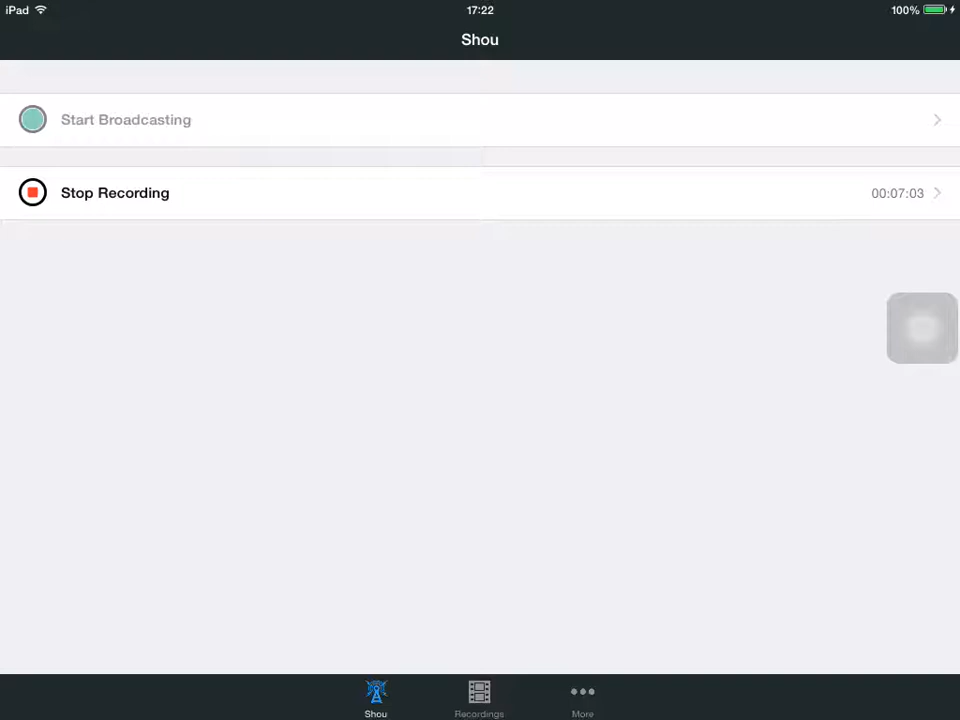 iPad 17:22 100%
Shou
Start Broadcasting
Stop Recording 00:07:03
Shou Recordings More